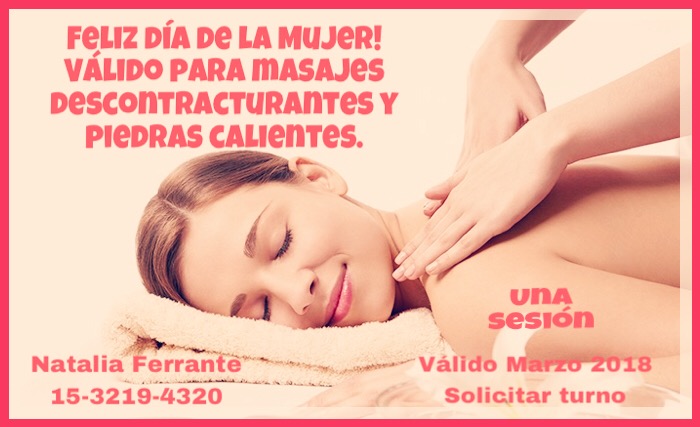 Feliz Día de la Mujer!
Válido para masajes
descontracturantes y
piedras calientes.
Una
sesión
Natalia Ferrante
15-3219-4320
Válido Marzo 2018
Solicitar turno